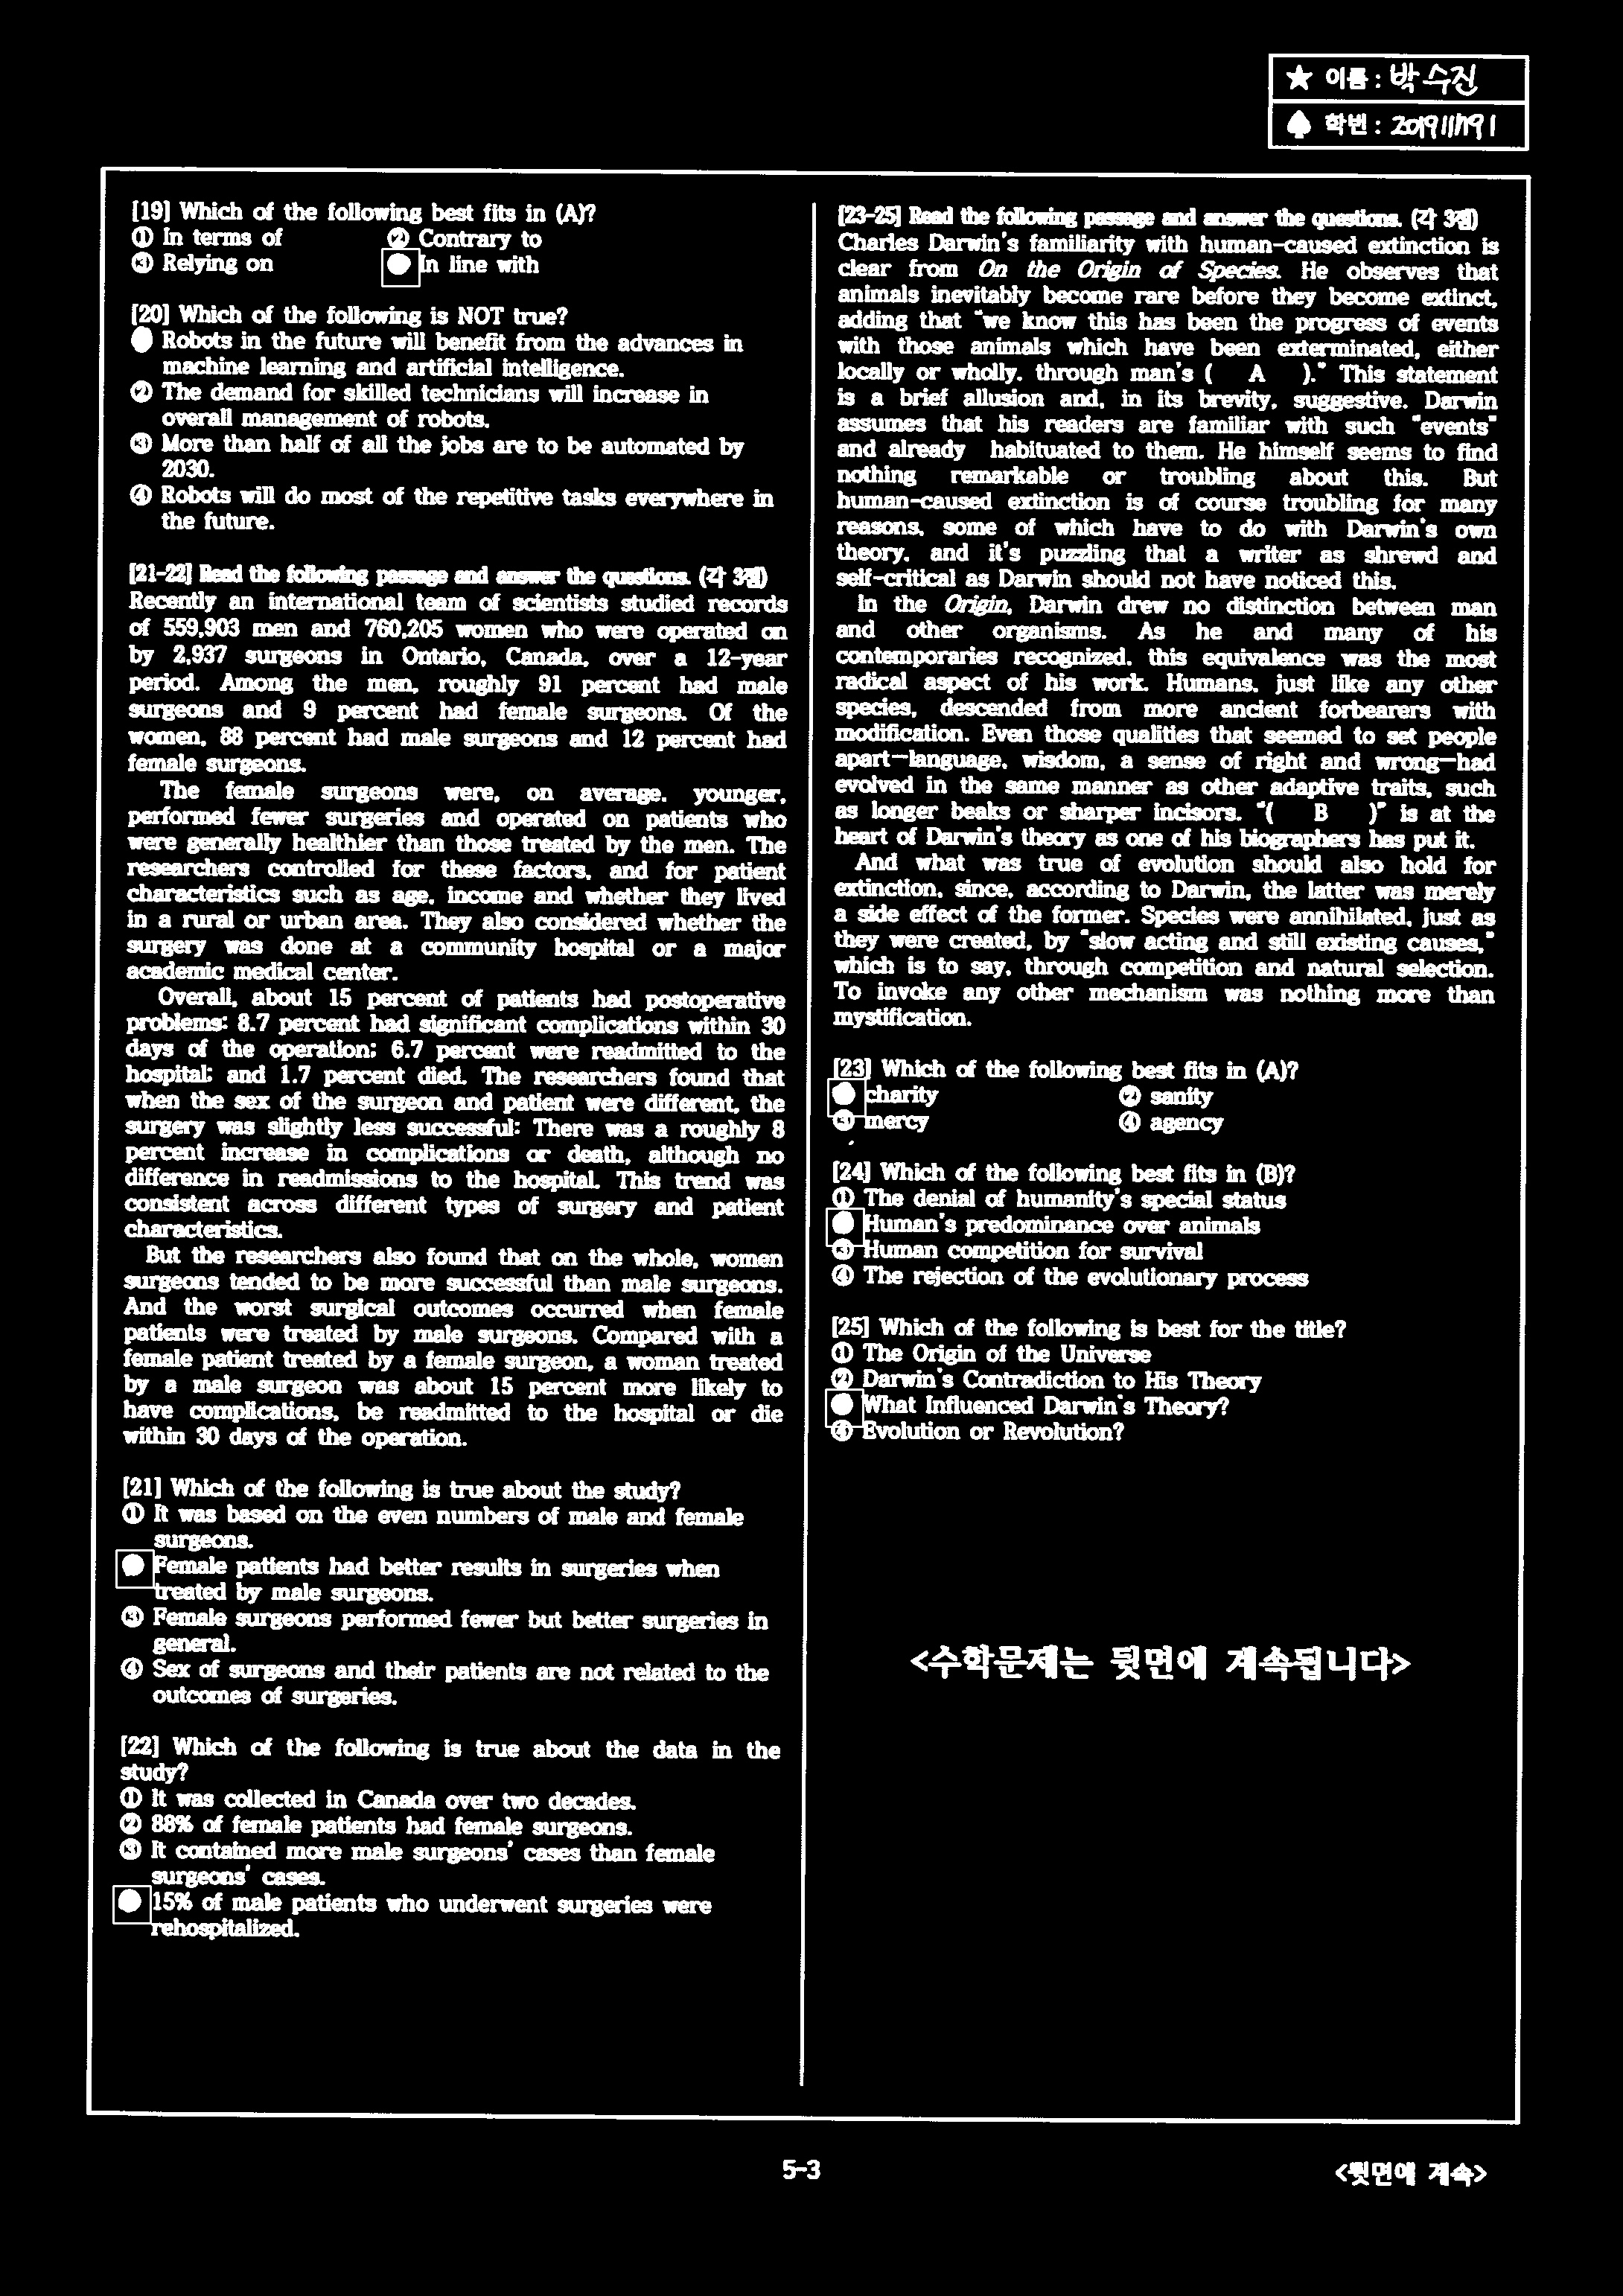 ★ 이름 : 박수진
♠ 학번 : 
[19] Which of the following best fits in (A)?
① In terms of ② Contrary to
③ Relying on ● In line with
[20] Which of the following is NOT true?
● Robots in the future will benefit from the advances in
machine learning and artificial intelligence.
② The demand for skilled technicians will increase in
overall management of robots.
③ More than half of all the jobs are to be automated by
2030.
④ Robots will do most of the repetitive tasks everywhere in
the future.
[21-22] Read the following passage and answer the questions. (각 3점)
Recently an international team of scientists studied records
of 559,903 men and 760,205 women who were operated on
by 2,937 surgeons in Ontario, Canada, over a 12-year
period. Among the men, roughly 91 percent had male
surgeons and 9 percent had female surgeons. Of the
women, 88 percent had male surgeons and 12 percent had
female surgeons.
The female surgeons were, on average, younger,
performed fewer surgeries and operated on patients who
were generally healthier than those treated by the men. The
researchers controlled for these factors, and for patient
characteristics such as age, income and whether they lived
in a rural or urban area. They also considered whether the
surgery was done at a community hospital or a major
academic medical center.
Overall, about 15 percent of patients had postoperative
problems: 8.7 percent had significant complications within 30
days of the operation; 6.7 percent were readmitted to the
hospital; and 1.7 percent died. The researchers found that
when the sex of the surgeon and patient were different, the
surgery was slightly less successful: There was a roughly 8
percent increase in complications or death, although no
difference in readmissions to the hospital. This trend was
consistent across different types of surgery and patient
characteristics.
But the researchers also found that on the whole, women
surgeons tended to be more successful than male surgeons.
And the worst surgical outcomes occurred when female
patients were treated by male surgeons. Compared with a
female patient treated by a female surgeon, a woman treated
by a male surgeon was about 15 percent more likely to
have complications, be readmitted to the hospital or die
within 30 days of the operation.
[21] Which of the following is true about the study?
① It was based on the even numbers of male and female
surgeons.
● Female patients had better results in surgeries when
treated by male surgeons.
③ Female surgeons performed fewer but better surgeries in
general.
④ Sex of surgeons and their patients are not related to the
outcomes of surgeries.
[22] Which of the following is true about the data in the
study?
① It was collected in Canada over two decades.
② 88% of female patients had female surgeons.
③ It contained more male surgeons' cases than female
surgeons' cases.
● 15% of male patients who underwent surgeries were
rehospitalized.
[23-25] Read the following passage and answer the questions. (각 3점)
Charles Darwin's familiarity with human-caused extinction is
clear from On the Origin of Species. He observes that
animals inevitably become rare before they become extinct,
adding that "we know this has been the progress of events
with those animals which have been exterminated, either
locally or wholly, through man's ( A )." This statement
is a brief allusion and, in its brevity, suggestive. Darwin
assumes that his readers are familiar with such "events"
and already habituated to them. He himself seems to find
nothing remarkable or troubling about this. But
human-caused extinction is of course troubling for many
reasons, some of which have to do with Darwin's own
theory, and it's puzzling that a writer as shrewd and
self-critical as Darwin should not have noticed this.
In the Origin, Darwin drew no distinction between man
and other organisms. As he and many of his
contemporaries recognized, this equivalence was the most
radical aspect of his work. Humans, just like any other
species, descended from more ancient forbearers with
modification. Even those qualities that seemed to set people
apart—language, wisdom, a sense of right and wrong—had
evolved in the same manner as other adaptive traits, such
as longer beaks or sharper incisors. "( B )" is at the
heart of Darwin's theory as one of his biographers has put it.
And what was true of evolution should also hold for
extinction, since, according to Darwin, the latter was merely
a side effect of the former. Species were annihilated, just as
they were created, by "slow acting and still existing causes,"
which is to say, through competition and natural selection.
To invoke any other mechanism was nothing more than
mystification.
[23] Which of the following best fits in (A)?
● charity ② sanity
③ mercy ④ agency
[24] Which of the following best fits in (B)?
① The denial of humanity's special status
● Human's predominance over animals
③ Human competition for survival
④ The rejection of the evolutionary process
[25] Which of the following is best for the title?
① The Origin of the Universe
② Darwin's Contradiction to His Theory
● What Influenced Darwin's Theory?
④ Evolution or Revolution?
<수학문제는 뒷면에 계속됩니다>
5-3
<뒷면에 계속>